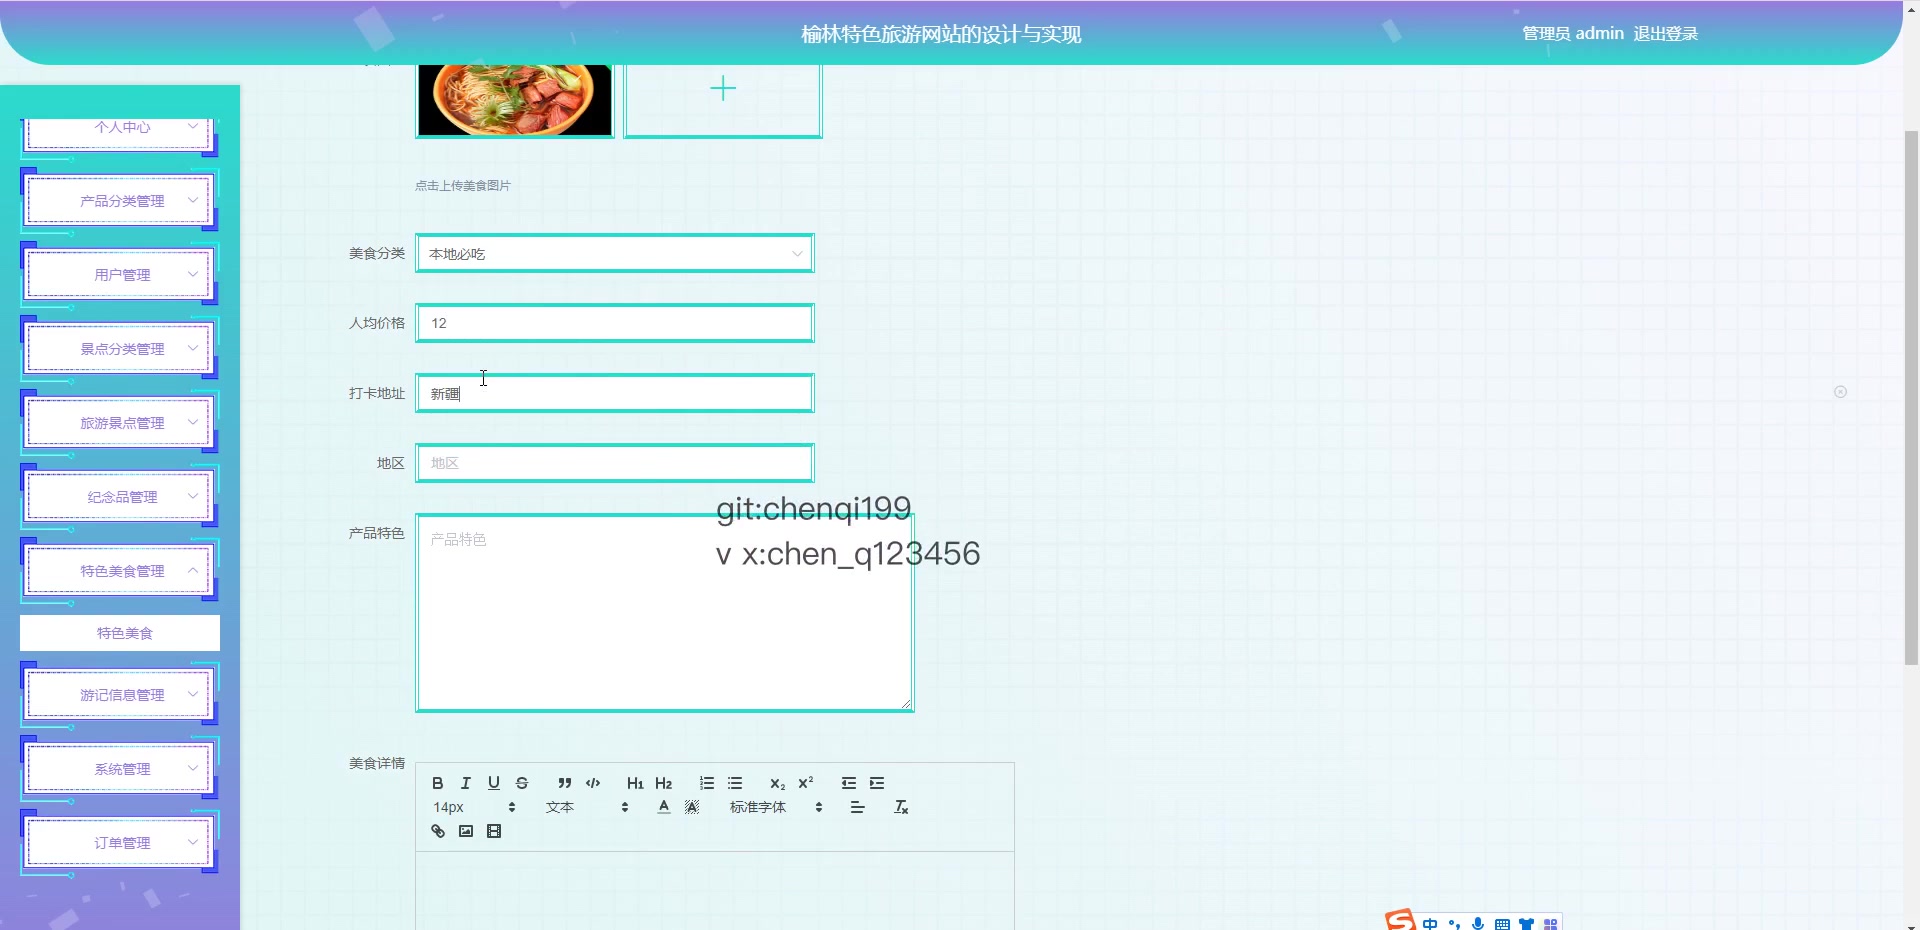 榆林特色旅游网站的设计与实现
管理员 admin 退出登录
个人中心
产品分类管理
用户管理
景点分类管理
旅游景点管理
纪念品管理
特色美食管理
特色美食
游记信息管理
系统管理
订单管理
点击上传美食图片
美食分类 本地必吃
人均价格 12
打卡地址 新疆
地区 地区
git:chenqi199
产品特色 产品特色
v x:chen_q123456
美食详情
B I U S H1 H2 X2 X2
14px 文本 A A 标准字体
中